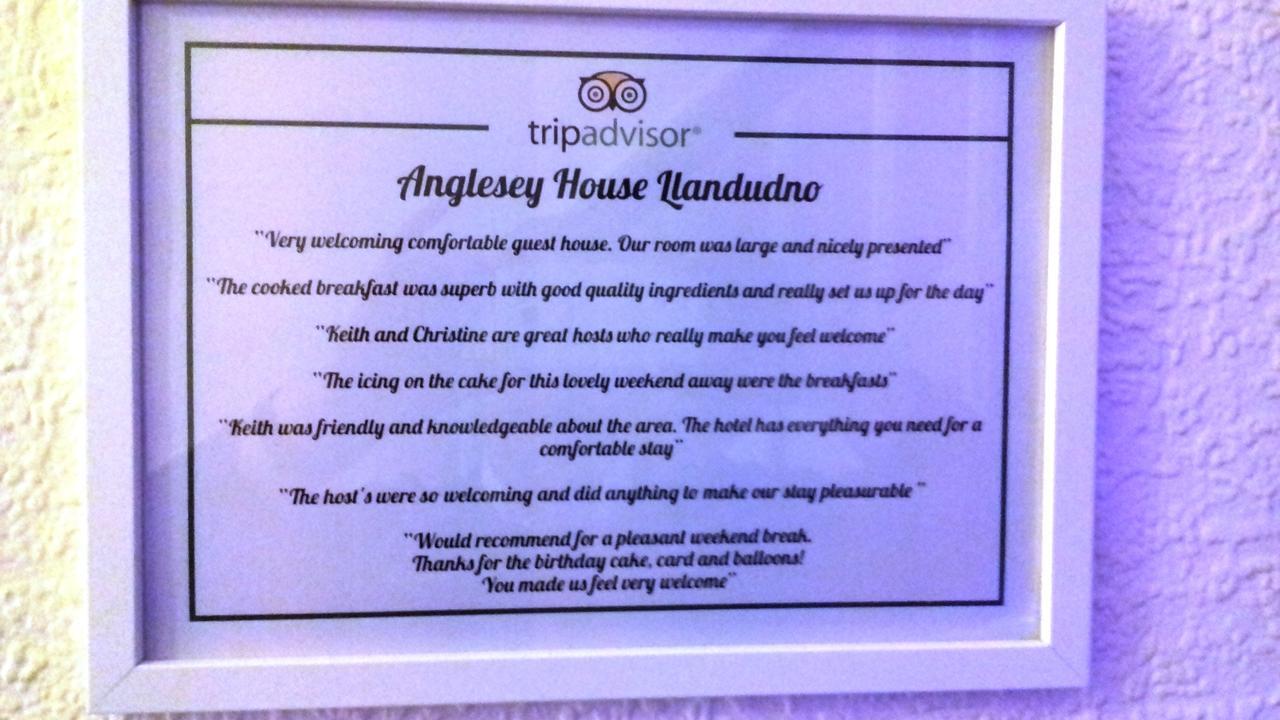 tripadvisor®
Anglesey House Llandudno
``Very welcoming comfortable guest house. Our room was large and nicely presented``
``The cooked breakfast was superb with good quality ingredients and really set us up for the day``
``Keith and Christine are great hosts who really make you feel welcome``
``The icing on the cake for this lovely weekend away were the breakfasts``
``Keith was friendly and knowledgeable about the area. The hotel has everything you need for a
comfortable stay``
``The host's were so welcoming and did anything to make our stay pleasurable ``
``Would recommend for a pleasant weekend break.
Thanks for the birthday cake, card and balloons!
You made us feel very welcome``